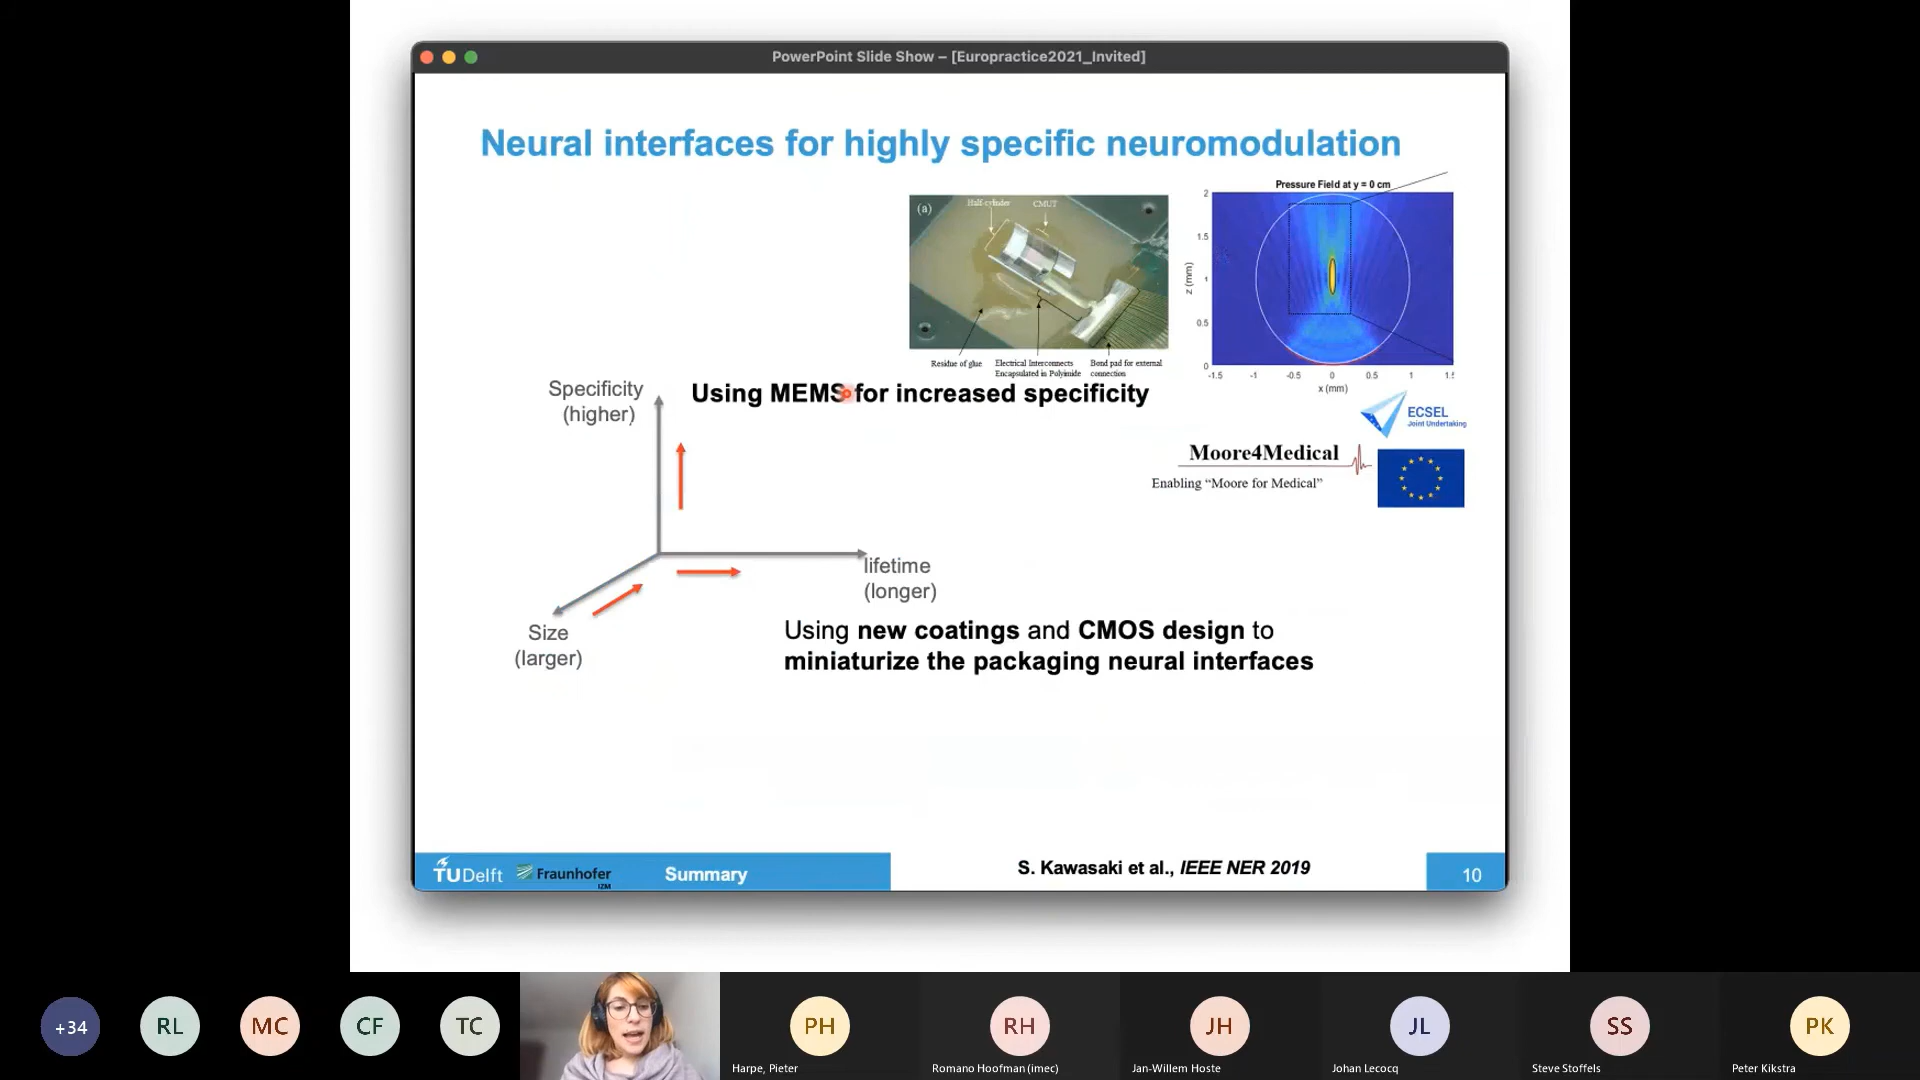 PowerPoint Slide Show – [Europractice2021_Invited]
Neural interfaces for highly specific neuromodulation
(a)
Half-cylinder
CMUT
Residue of glue
Electrical Interconnects
Encapsulated in Polyimide
Bond pad for external
connection
Pressure Field at y = 0 cm
2
1.5
1
0.5
0
z (mm)
-1.5 -1 -0.5 0 0.5 1 1.5
x (mm)
Specificity
(higher)
Using MEMS for increased specificity
ECSEL
Joint Undertaking
Moore4Medical
Enabling “Moore for Medical”
lifetime
(longer)
Size
(larger)
Using new coatings and CMOS design to
miniaturize the packaging neural interfaces
TUDelft
Fraunhofer
IZM
Summary
S. Kawasaki et al., IEEE NER 2019
10
+34
RL
MC
CF
TC
PH
Harpe, Pieter
RH
Romano Hoofman (imec)
JH
Jan-Willem Hoste
JL
Johan Lecocq
SS
Steve Stoffels
PK
Peter Kikstra